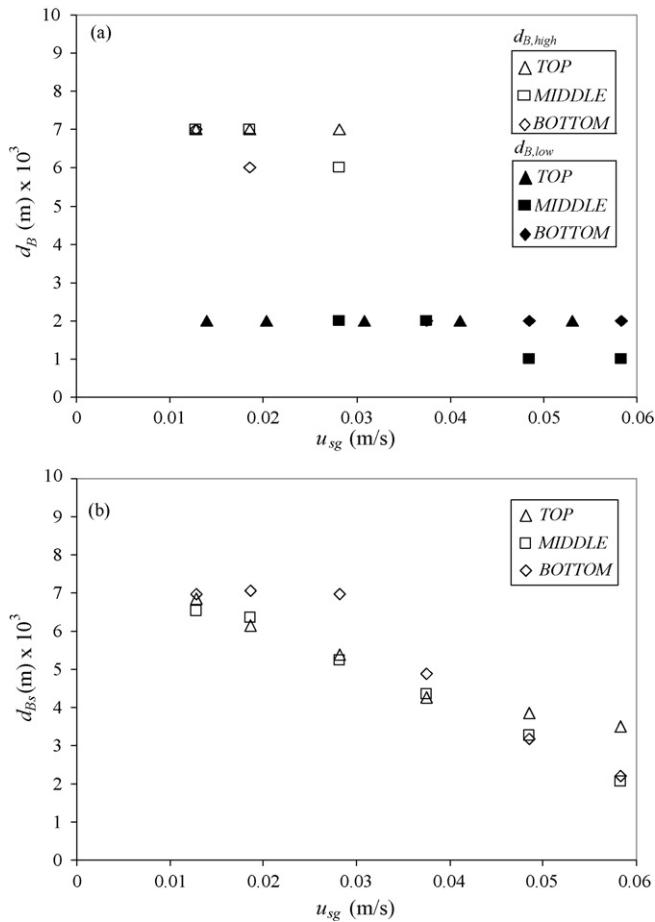 (a)
d_B,high
TOP
MIDDLE
BOTTOM
d_B,low
TOP
MIDDLE
BOTTOM
d_B (m) x 10^3
10
9
8
7
6
5
4
3
2
1
0
0 0.01 0.02 0.03 0.04 0.05 0.06
u_sg (m/s)
(b)
TOP
MIDDLE
BOTTOM
d_Bs (m) x 10^3
10
9
8
7
6
5
4
3
2
1
0
0 0.01 0.02 0.03 0.04 0.05 0.06
u_sg (m/s)